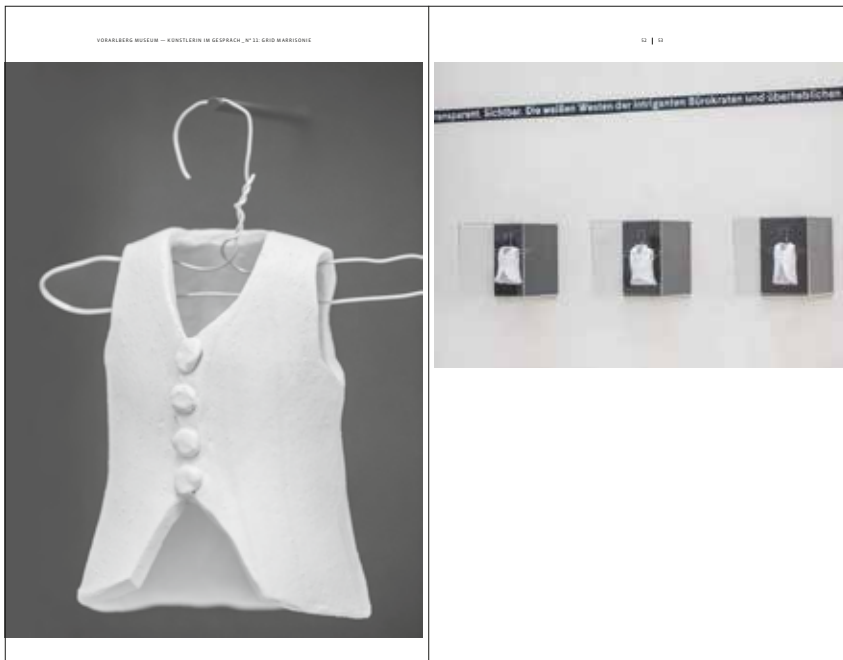 VORARLBERG MUSEUM — KÜNSTLERIN IM GESPRÄCH _ N° 11: GRID MARRISONIE
52 | 53
ransparent. Sichtbar. Die weißen Westen der intriganten Bürokraten und überheblichen